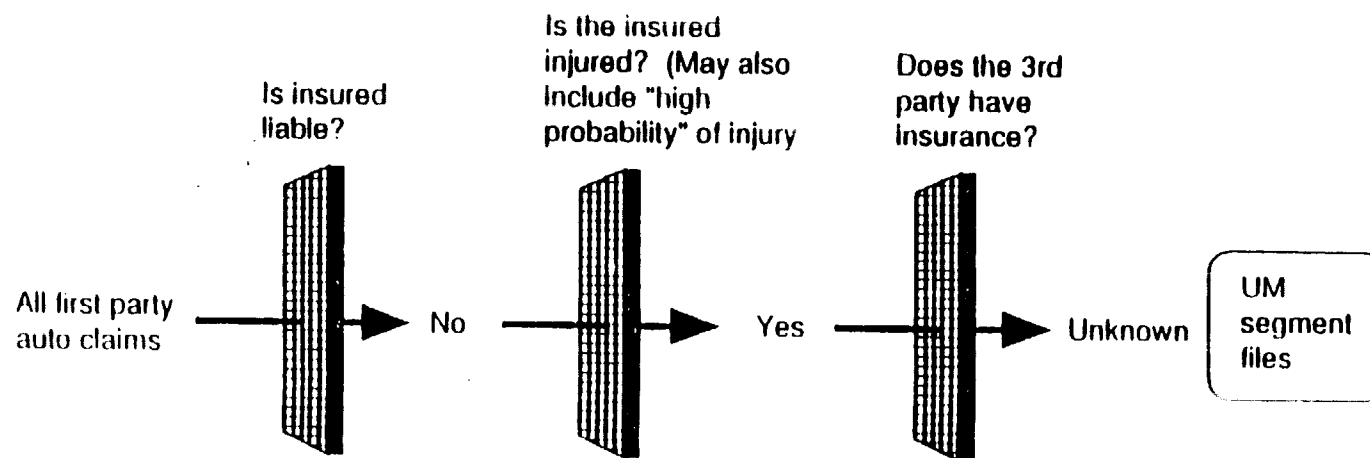 Is insured
liable?
Is the insured
injured? (May also
Include "high
probability" of injury
Does the 3rd
party have
insurance?
All first party
auto claims
No
Yes
Unknown
UM
segment
files